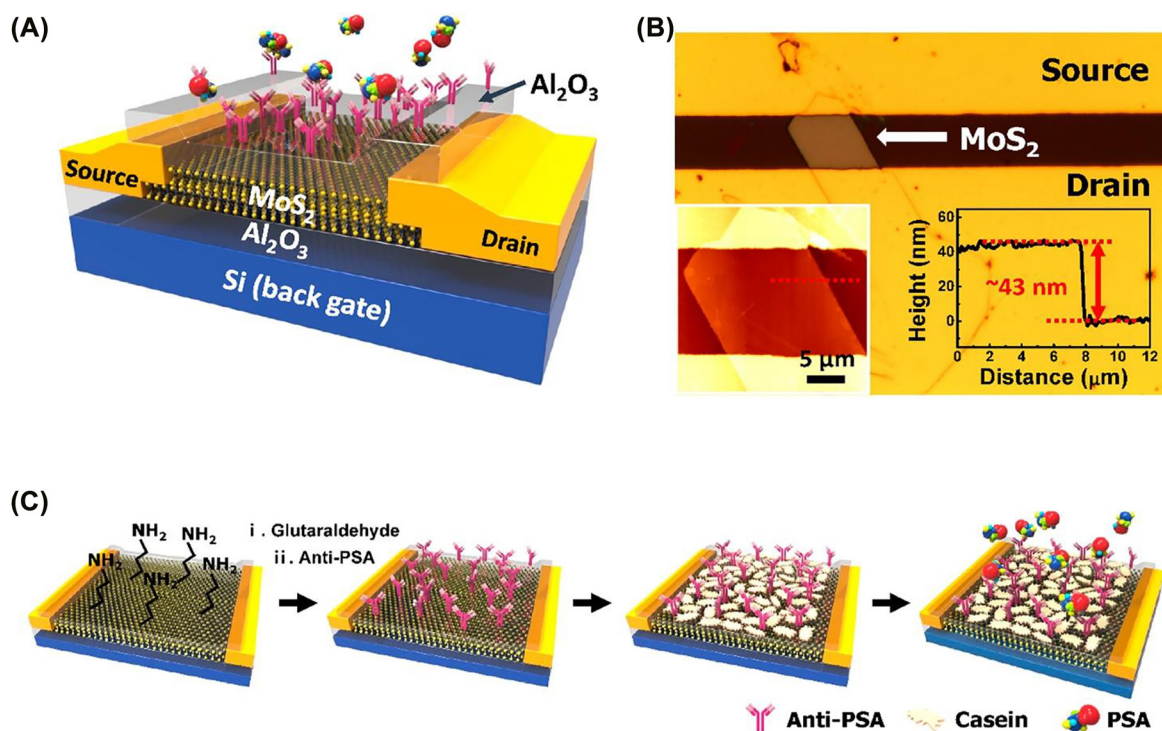 (A)
Al₂O₃
Source
MoS₂
Al₂O₃
Drain
Si (back gate)
(B)
Source
MoS₂
Drain
5 μm
Height (nm)
60
40
20
0
~43 nm
0 2 4 6 8 10 12
Distance (μm)
(C)
NH₂
NH₂
NH₂
NH₂
NH₂
i . Glutaraldehyde
ii . Anti-PSA
Anti-PSA
Casein
PSA